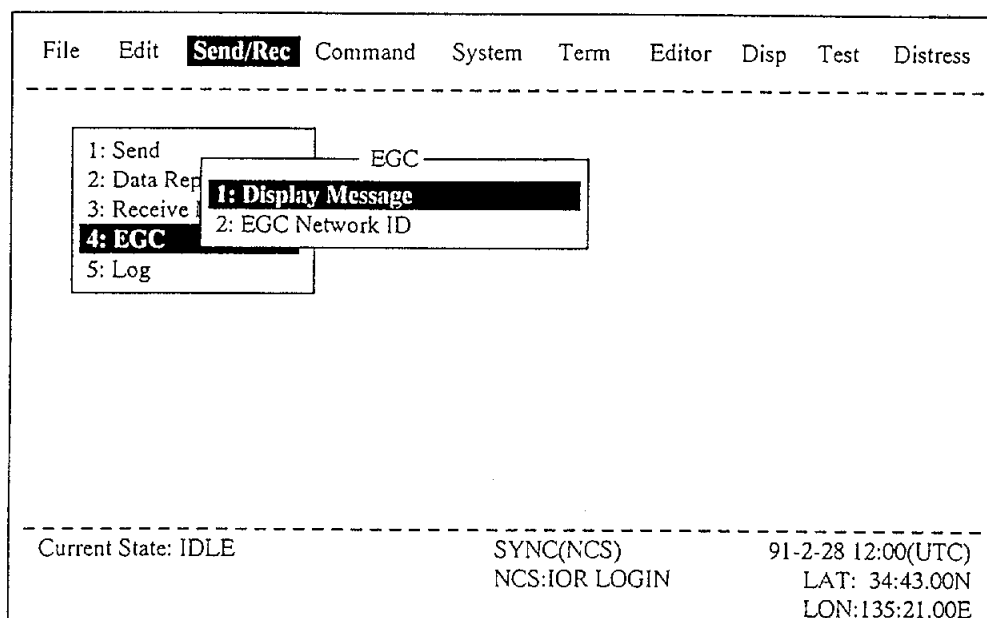 File Edit Send/Rec Command System Term Editor Disp Test Distress
1: Send
2: Data Rep
3: Receive
4: EGC
5: Log
EGC
1: Display Message
2: EGC Network ID
Current State: IDLE
SYNC(NCS)
NCS:IOR LOGIN
91-2-28 12:00(UTC)
LAT: 34:43.00N
LON:135:21.00E